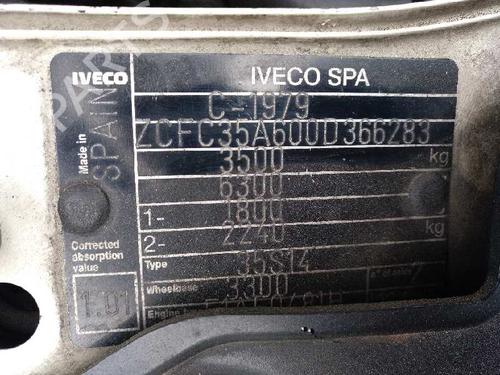 IVECO
IVECO SPA
Made in SPAIN
C-1979
ZCFC35A600D366283
3500 kg
6300
1- 1800
2- 2240 kg
Corrected
absorption
value
1.01
Type 35S14
Wheelbase 3300
Engine